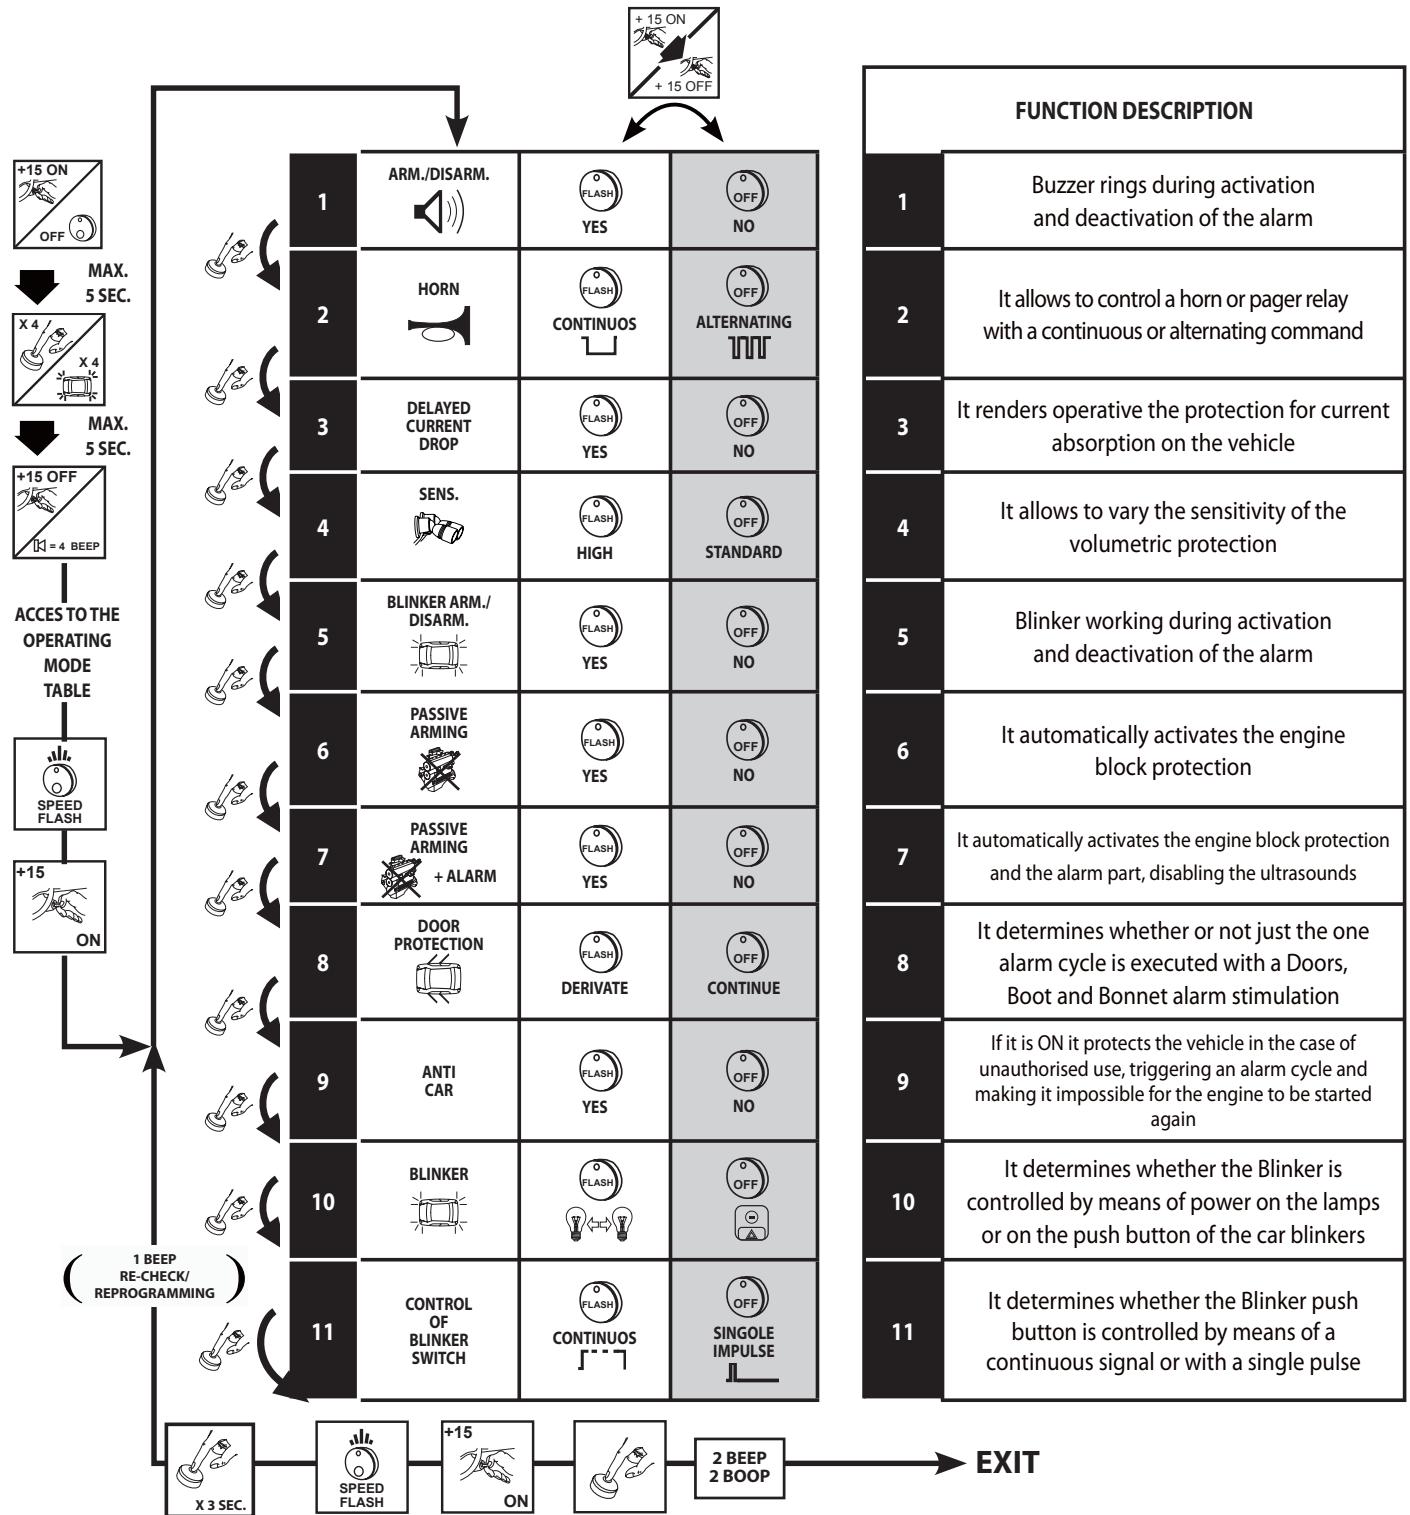 + 15 ON
+ 15 OFF
+15 ON
OFF
MAX.
5 SEC.
X 4
X 4
MAX.
5 SEC.
+15 OFF
= 4 BEEP
ACCES TO THE
OPERATING
MODE
TABLE
SPEED
FLASH
+15
ON
1
ARM./DISARM.
FLASH
YES
OFF
NO
2
HORN
FLASH
CONTINUOS
OFF
ALTERNATING
3
DELAYED
CURRENT
DROP
FLASH
YES
OFF
NO
4
SENS.
FLASH
HIGH
OFF
STANDARD
5
BLINKER ARM./
DISARM.
FLASH
YES
OFF
NO
6
PASSIVE
ARMING
FLASH
YES
OFF
NO
7
PASSIVE
ARMING
+ ALARM
FLASH
YES
OFF
NO
8
DOOR
PROTECTION
FLASH
DERIVATE
OFF
CONTINUE
9
ANTI
CAR
FLASH
YES
OFF
NO
10
BLINKER
FLASH
OFF
11
CONTROL
OF
BLINKER
SWITCH
FLASH
CONTINUOS
OFF
SINGOLE
IMPULSE
FUNCTION DESCRIPTION
1
Buzzer rings during activation
and deactivation of the alarm
2
It allows to control a horn or pager relay
with a continuous or alternating command
3
It renders operative the protection for current
absorption on the vehicle
4
It allows to vary the sensitivity of the
volumetric protection
5
Blinker working during activation
and deactivation of the alarm
6
It automatically activates the engine
block protection
7
It automatically activates the engine block protection
and the alarm part, disabling the ultrasounds
8
It determines whether or not just the one
alarm cycle is executed with a Doors,
Boot and Bonnet alarm stimulation
9
If it is ON it protects the vehicle in the case of
unauthorised use, triggering an alarm cycle and
making it impossible for the engine to be started
again
10
It determines whether the Blinker is
controlled by means of power on the lamps
or on the push button of the car blinkers
11
It determines whether the Blinker push
button is controlled by means of a
continuous signal or with a single pulse
( 1 BEEP
RE-CHECK/
REPROGRAMMING )
X 3 SEC.
SPEED
FLASH
+15
ON
2 BEEP
2 BOOP
EXIT